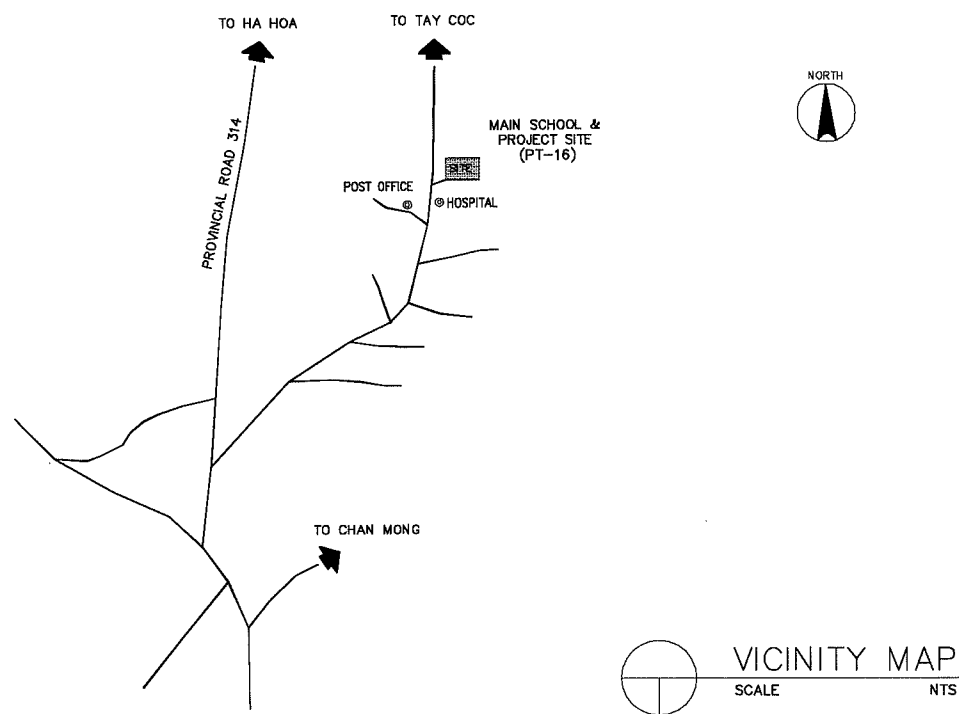 TO HA HOA
TO TAY COC
NORTH
PROVINCIAL ROAD 314
MAIN SCHOOL &
PROJECT SITE
(PT-16)
SITE
POST OFFICE
HOSPITAL
TO CHAN MONG
VICINITY MAP
SCALE NTS